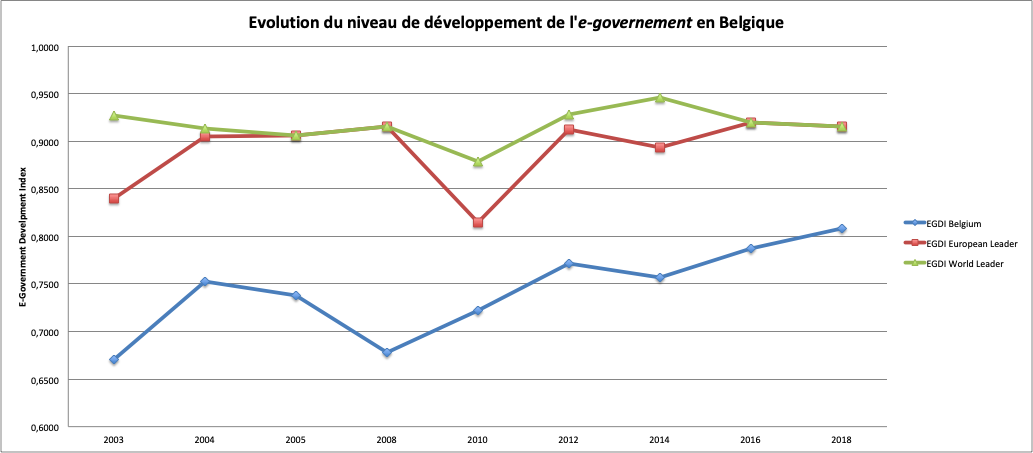 Evolution du niveau de développement de l'e-governement en Belgique
1,0000
0,9500
0,9000
0,8500
0,8000
0,7500
0,7000
0,6500
0,6000
E-Government Develpment Index
2003 2004 2005 2008 2010 2012 2014 2016 2018
EGDI Belgium
EGDI European Leader
EGDI World Leader